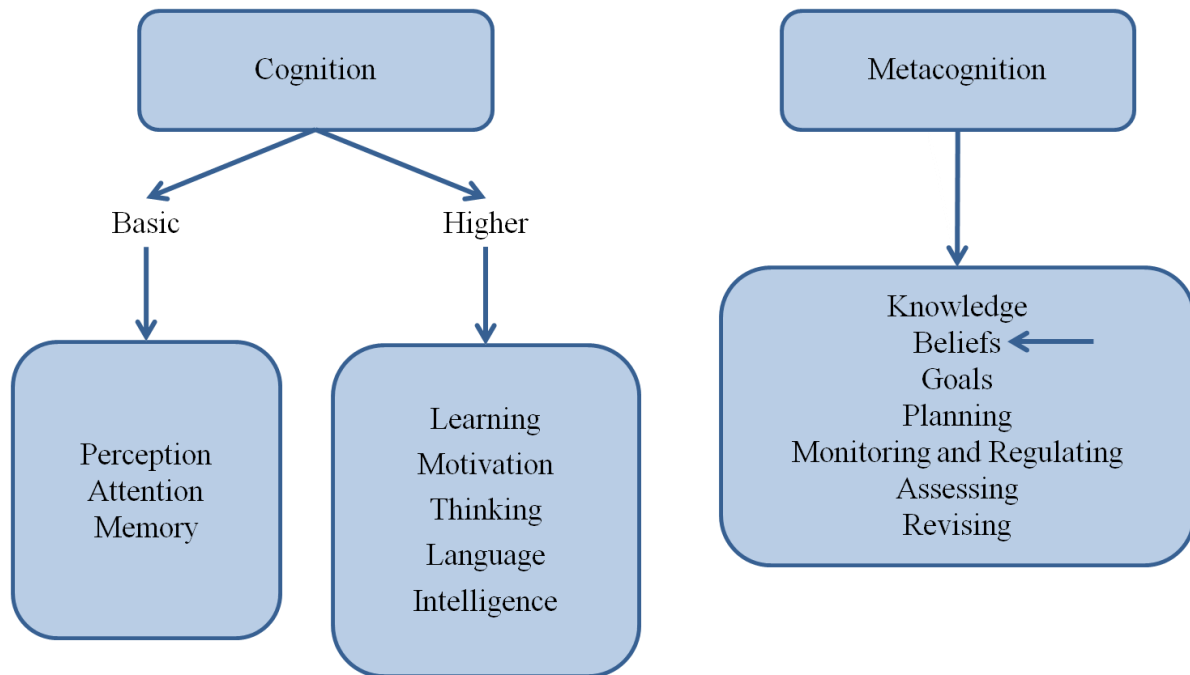 Cognition
Metacognition
Basic
Higher
Perception
Attention
Memory
Learning
Motivation
Thinking
Language
Intelligence
Knowledge
Beliefs
Goals
Planning
Monitoring and Regulating
Assessing
Revising